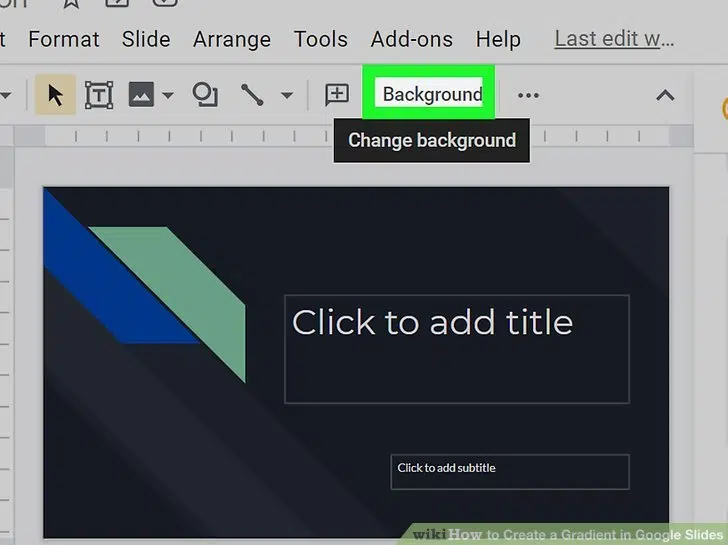 Format Slide Arrange Tools Add-ons Help Last edit w...
Background
Change background
Click to add title
Click to add subtitle
wikiHow to Create a Gradient in Google Slides